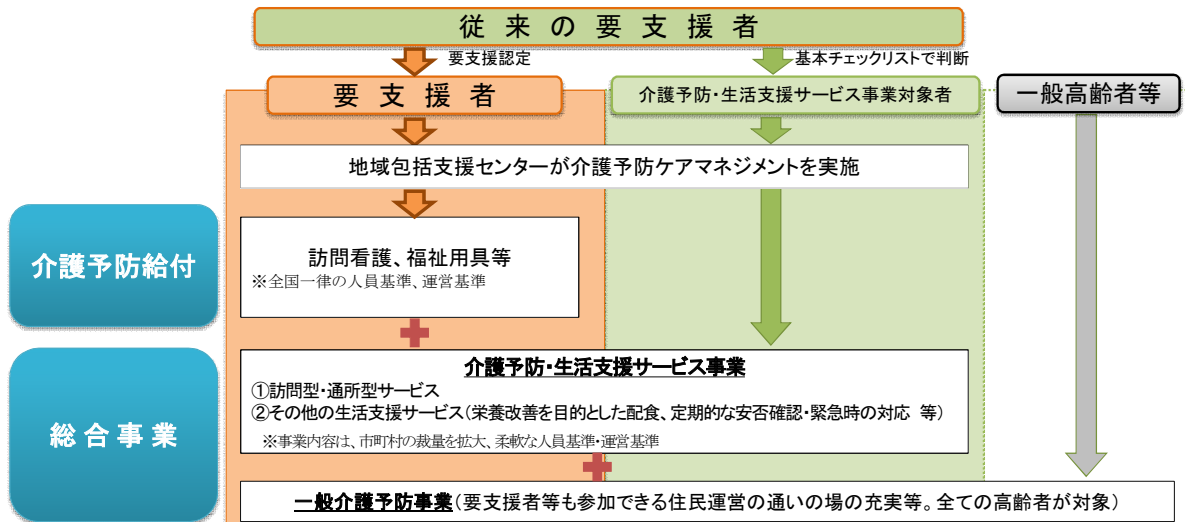 従来の要支援者
要支援認定
基本チェックリストで判断
要支援者
介護予防・生活支援サービス事業対象者
一般高齢者等
地域包括支援センターが介護予防ケアマネジメントを実施
介護予防給付
訪問看護、福祉用具等
※全国一律の人員基準、運営基準
総合事業
介護予防・生活支援サービス事業
①訪問型・通所型サービス
②その他の生活支援サービス(栄養改善を目的とした配食、定期的な安否確認・緊急時の対応 等)
※事業内容は、市町村の裁量を拡大、柔軟な人員基準・運営基準
一般介護予防事業(要支援者等も参加できる住民運営の通いの場の充実等。全ての高齢者が対象)